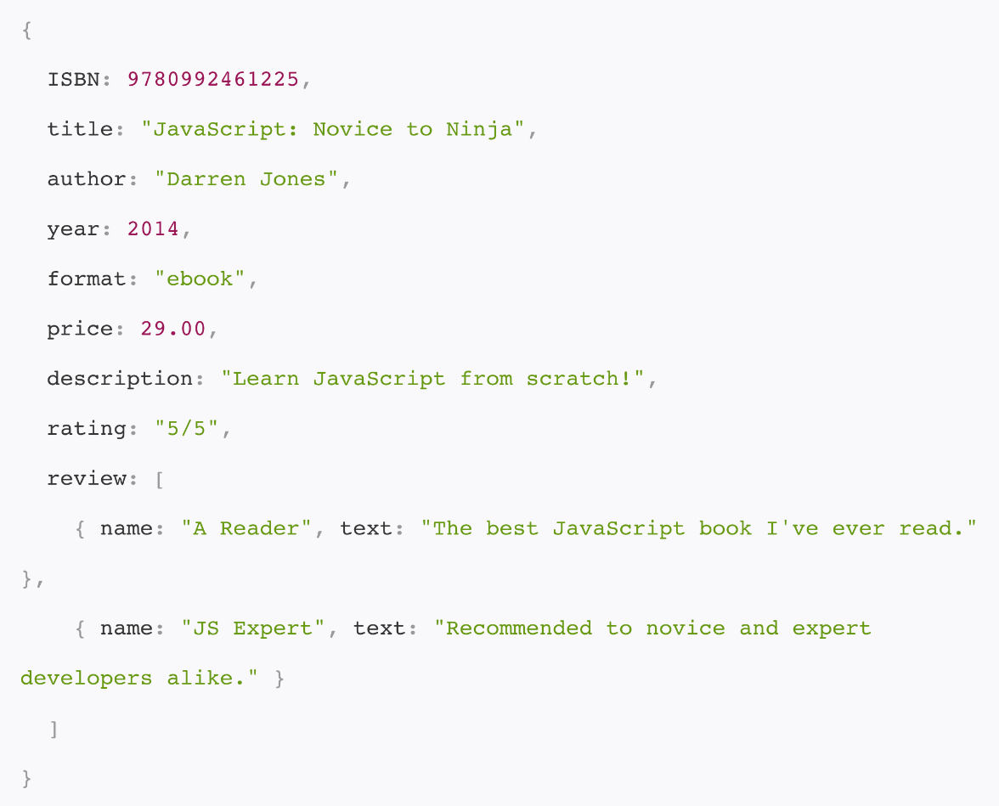 {
  ISBN: 9780992461225,
  title: "JavaScript: Novice to Ninja",
  author: "Darren Jones",
  year: 2014,
  format: "ebook",
  price: 29.00,
  description: "Learn JavaScript from scratch!",
  rating: "5/5",
  review: [
    { name: "A Reader", text: "The best JavaScript book I've ever read."
},
    { name: "JS Expert", text: "Recommended to novice and expert
developers alike." }
  ]
}